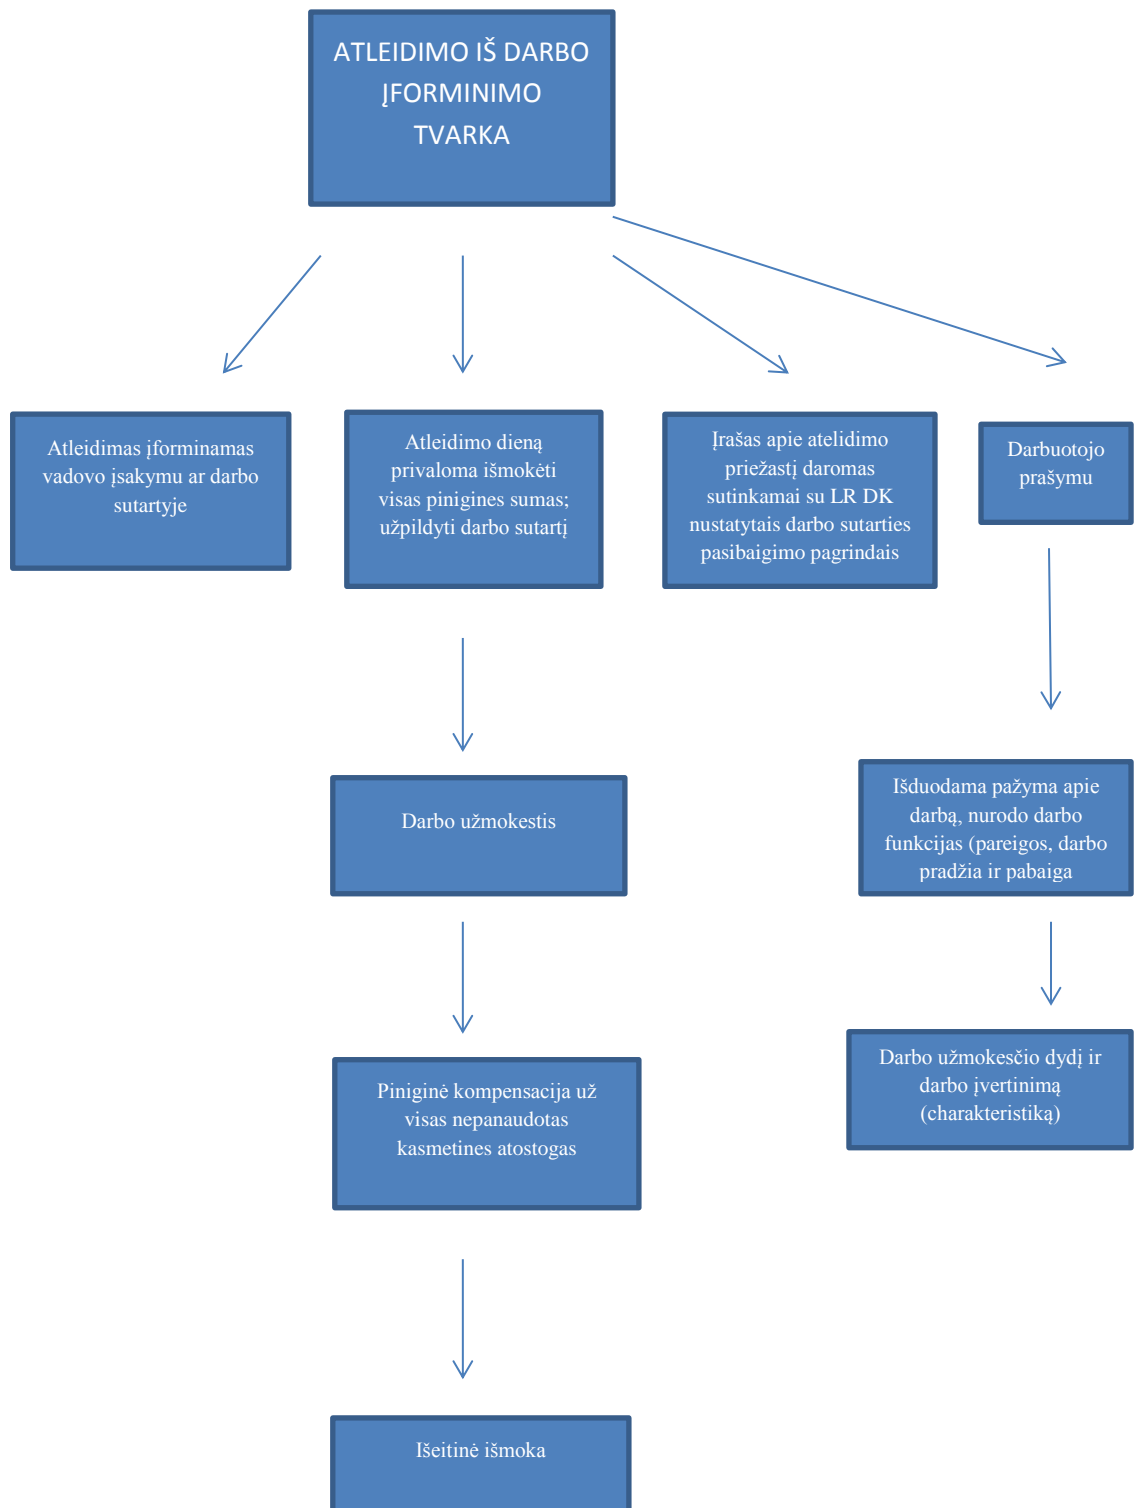 ATLEIDIMO IŠ DARBO
ĮFORMINIMO
TVARKA
Atleidimas įforminamas
vadovo įsakymu ar darbo
sutartyje
Atleidimo dieną
privaloma išmokėti
visas pinigines sumas;
užpildyti darbo sutartį
Įrašas apie atelidimo
priežastį daromas
sutinkamai su LR DK
nustatytais darbo sutarties
pasibaigimo pagrindais
Darbuotojo
prašymu
Darbo užmokestis
Išduodama pažyma apie
darbą, nurodo darbo
funkcijas (pareigos, darbo
pradžia ir pabaiga
Piniginė kompensacija už
visas nepanaudotas
kasmetines atostogas
Darbo užmokesčio dydį ir
darbo įvertinimą
(charakteristiką)
Išeitinė išmoka